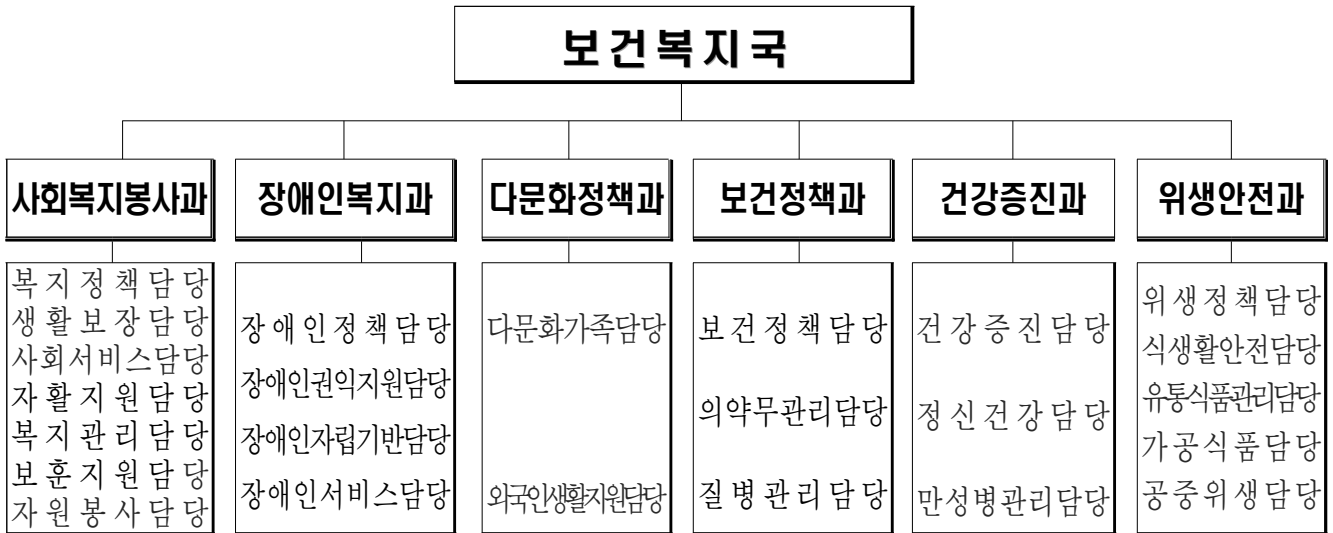 보건복지국
사회복지봉사과
장애인복지과
다문화정책과
보건정책과
건강증진과
위생안전과
복지정책담당
생활보장담당
사회서비스담당
자활지원담당
복지관리담당
보훈지원담당
자원봉사담당
장애인정책담당
장애인권익지원담당
장애인자립기반담당
장애인서비스담당
다문화가족담당
외국인생활지원담당
보건정책담당
의약무관리담당
질병관리담당
건강증진담당
정신건강담당
만성병관리담당
위생정책담당
식생활안전담당
유통식품관리담당
가공식품담당
공중위생담당